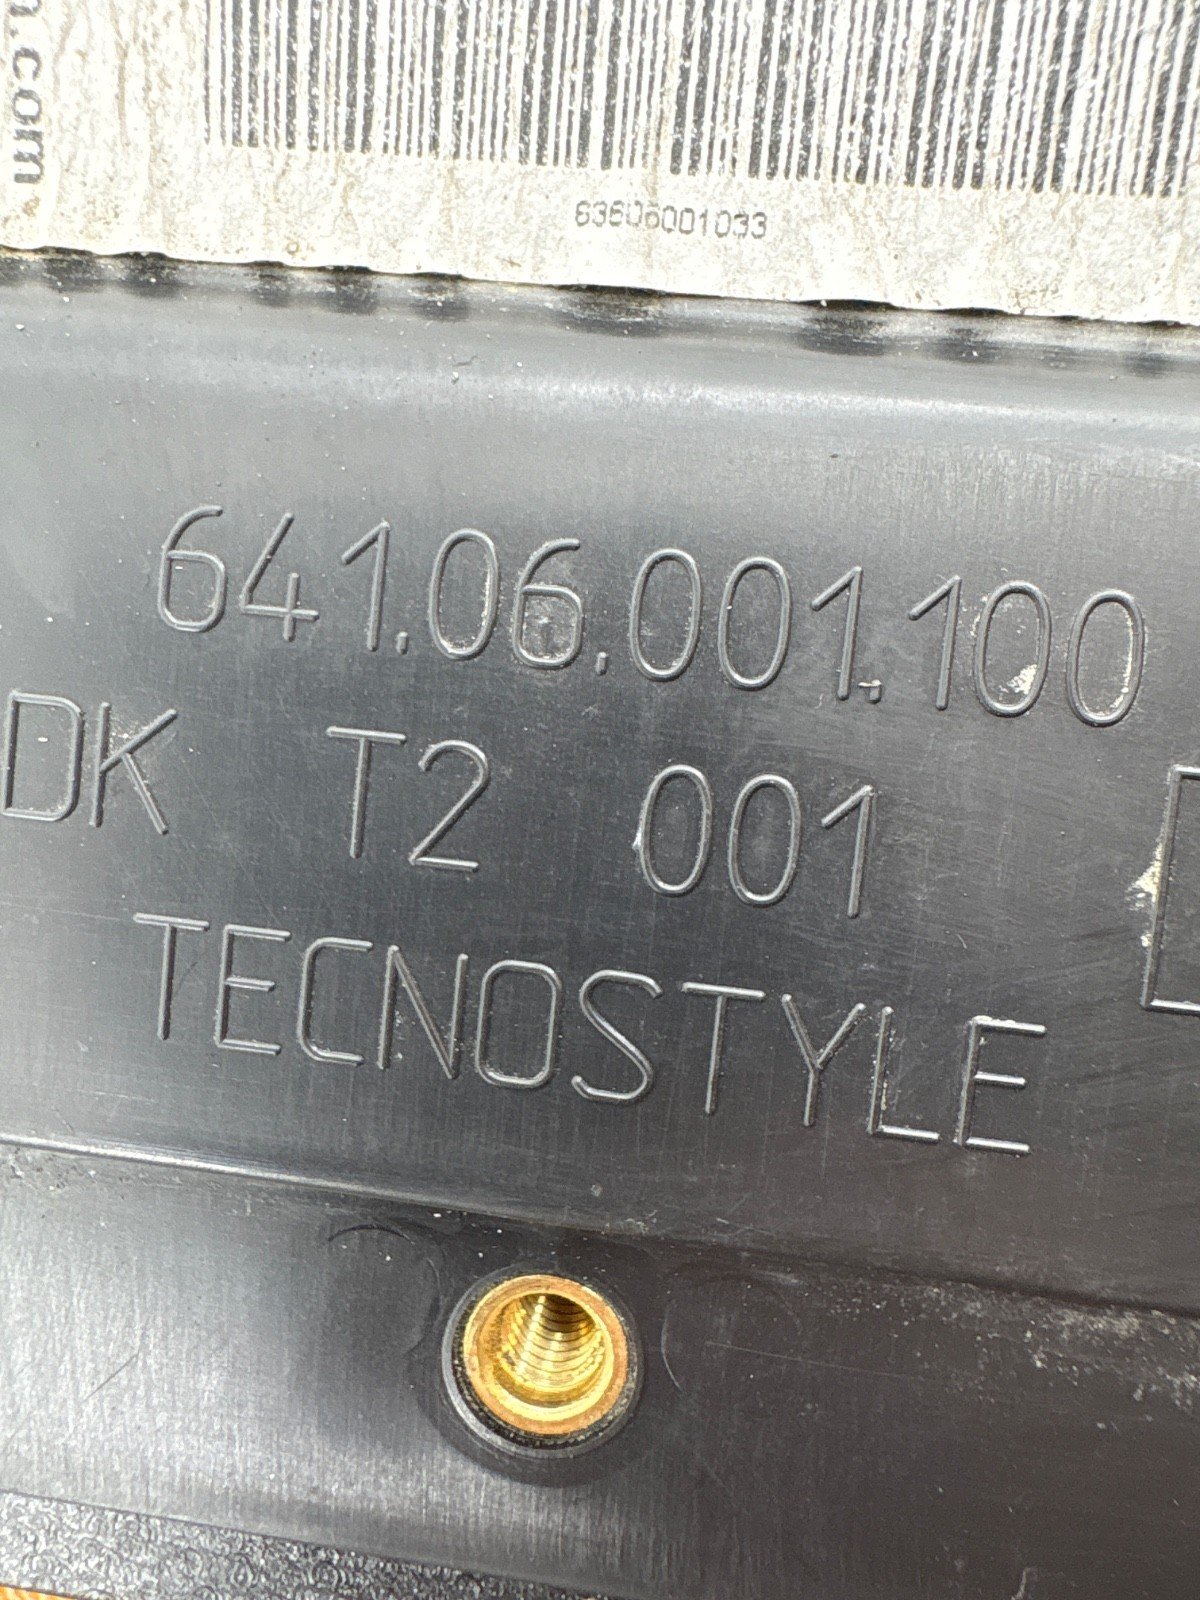 .com
63606001033
641.06.001.100
DK T2 001
TECNOSTYLE